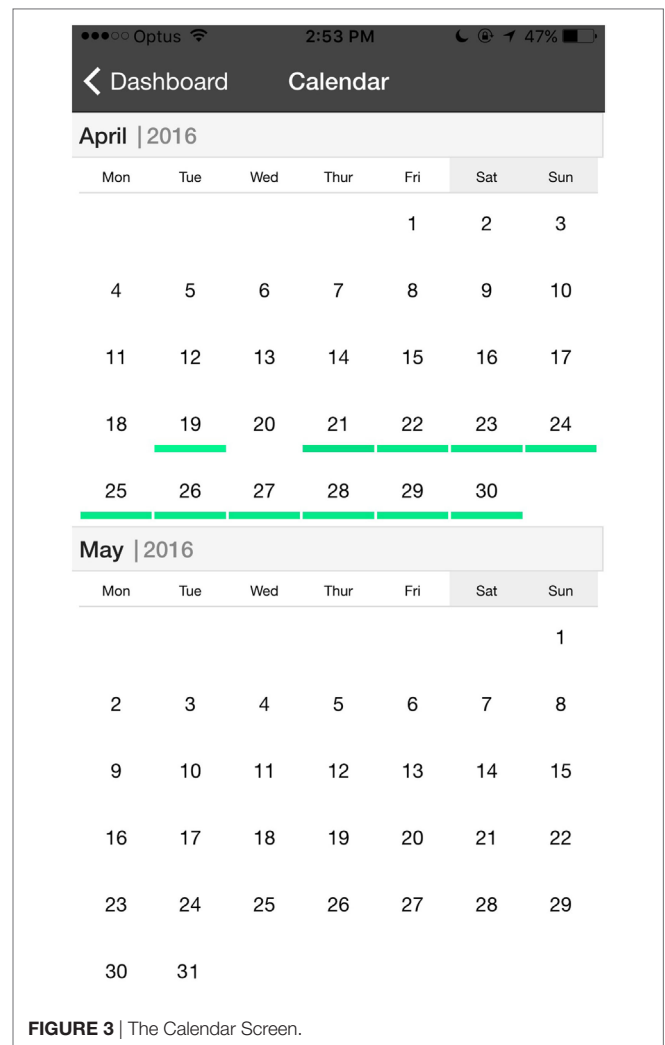 Optus 2:53 PM 47%
Dashboard Calendar
April | 2016
Mon Tue Wed Thur Fri Sat Sun
1 2 3
4 5 6 7 8 9 10
11 12 13 14 15 16 17
18 19 20 21 22 23 24
25 26 27 28 29 30
May | 2016
Mon Tue Wed Thur Fri Sat Sun
1
2 3 4 5 6 7 8
9 10 11 12 13 14 15
16 17 18 19 20 21 22
23 24 25 26 27 28 29
30 31
FIGURE 3 | The Calendar Screen.